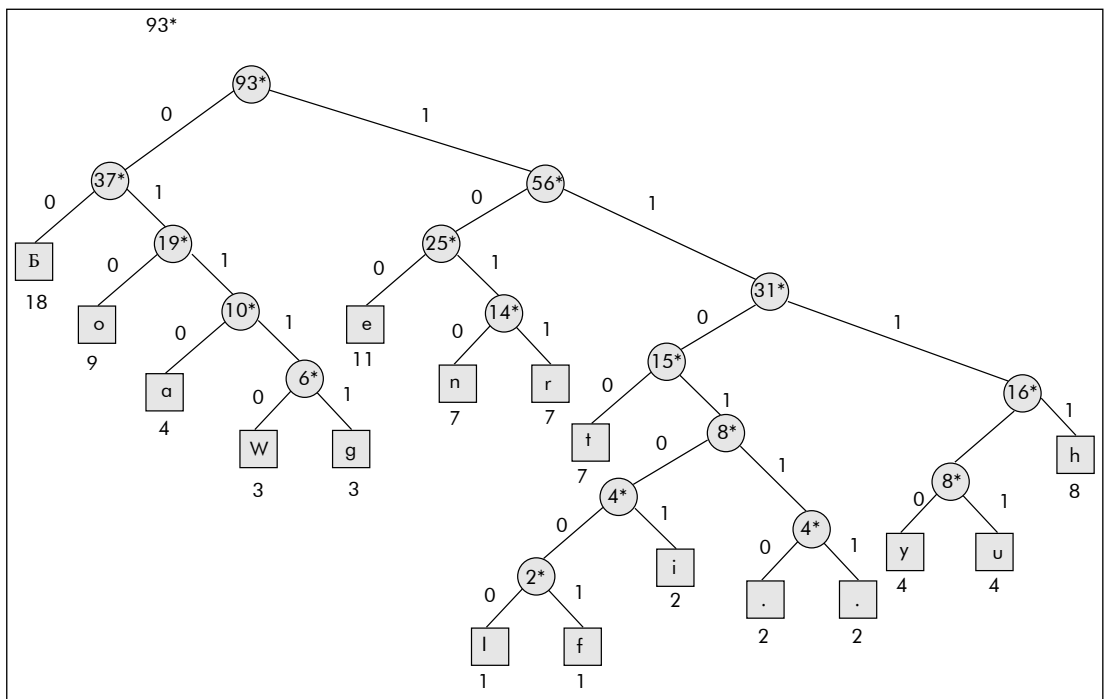 93*
93*
0 1
37* 56*
0 1 0 1
Б 19* 25* 31*
18 0 1 0 1 0 1
o 10* e 14* 15* 16*
9 0 1 11 0 1 0 1 1
a 6* n r t 8* 8* h
4 0 1 7 7 7 0 1 0 1 8
W g 4* 4* y u
3 3 0 1 0 1 4 4
2* i . .
0 1 2 2 2
l f
1 1